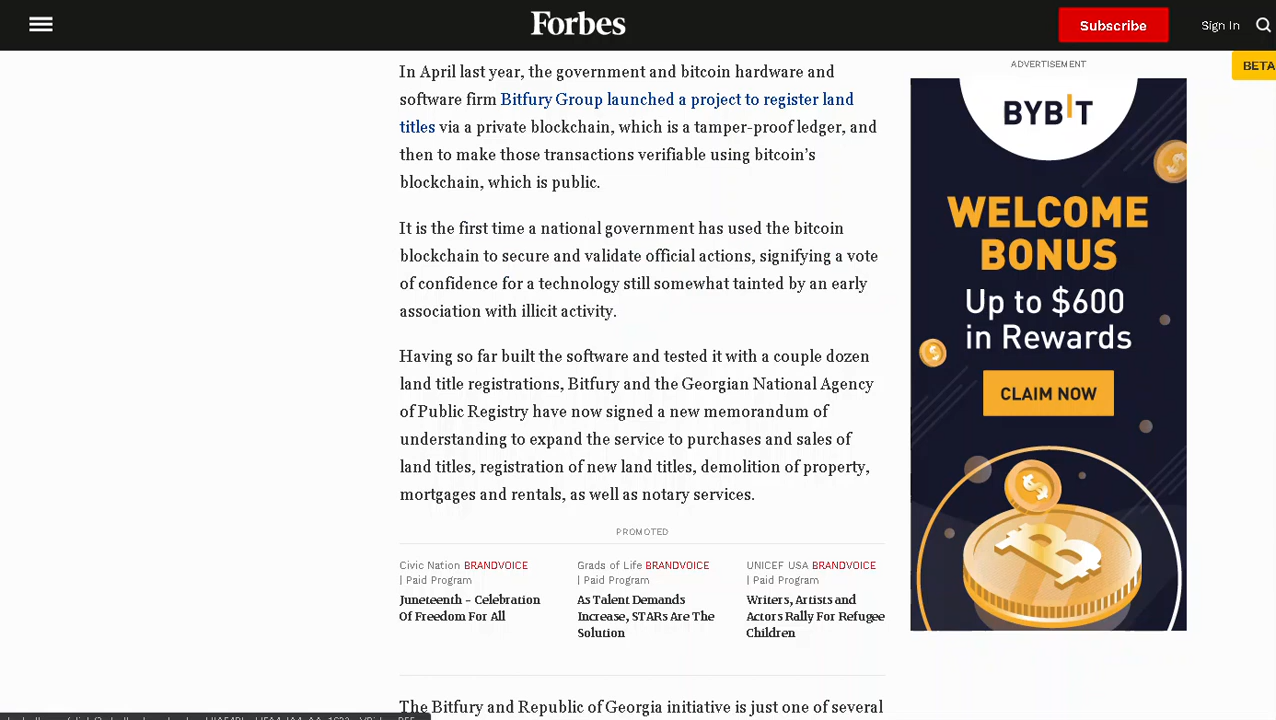 Forbes
Subscribe
Sign In
ADVERTISEMENT
BETA
In April last year, the government and bitcoin hardware and
software firm Bitfury Group launched a project to register land
titles via a private blockchain, which is a tamper-proof ledger, and
then to make those transactions verifiable using bitcoin’s
blockchain, which is public.
It is the first time a national government has used the bitcoin
blockchain to secure and validate official actions, signifying a vote
of confidence for a technology still somewhat tainted by an early
association with illicit activity.
Having so far built the software and tested it with a couple dozen
land title registrations, Bitfury and the Georgian National Agency
of Public Registry have now signed a new memorandum of
understanding to expand the service to purchases and sales of
land titles, registration of new land titles, demolition of property,
mortgages and rentals, as well as notary services.
PROMOTED
Civic Nation BRANDVOICE
| Paid Program
Juneteenth – Celebration
Of Freedom For All
Grads of Life BRANDVOICE
| Paid Program
As Talent Demands
Increase, STARs Are The
Solution
UNICEF USA BRANDVOICE
| Paid Program
Writers, Artists and
Actors Rally For Refugee
Children
The Bitfury and Republic of Georgia initiative is just one of several
BYBIT
WELCOME
BONUS
Up to $600
in Rewards
CLAIM NOW